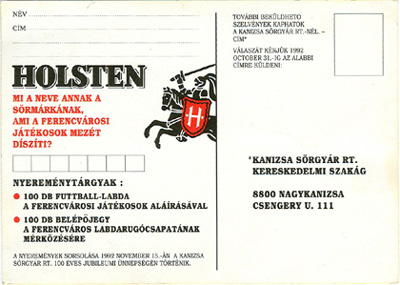 NÉV
CÍM
HOLSTEN
MI A NEVE ANNAK A
SÖRMÁRKÁNAK,
AMI A FERENCVÁROSI
JÁTÉKOSOK MEZÉT
DÍSZÍTI?
H
NYEREMÉNYTÁRGYAK :
100 DB FUTTBALL-LABDA
A FERENCVÁROSI JÁTÉKOSOK ALÁÍRÁSÁVAL
100 DB BELÉPŐJEGY
A FERENCVÁROS LABDARUGÓCSAPATÁNAK
MÉRKŐZÉSÉRE
A NYEREMÉNYEK SORSOLÁSA 1992 NOVEMBER 15.-ÁN A KANIZSA
SÖRGYÁR RT. 100 ÉVES JUBILEUMI ÜNNEPSÉGÉN TÖRTÉNIK.
TOVÁBBI BEKÜLDHETŐ
SZELVÉNYEK KAPHATÓK
A KANIZSA SÖRGYÁR RT.-NÉL. -
CÍM*
VÁLASZÁT KÉRJÜK 1992
OCTOBER 31.-IG AZ ALÁBBI
CÍMRE KÜLDENI:
*KANIZSA SÖRGYÁR RT.
KERESKEDELMI SZAKÁG
8800 NAGYKANIZSA
CSENGERY U. 111